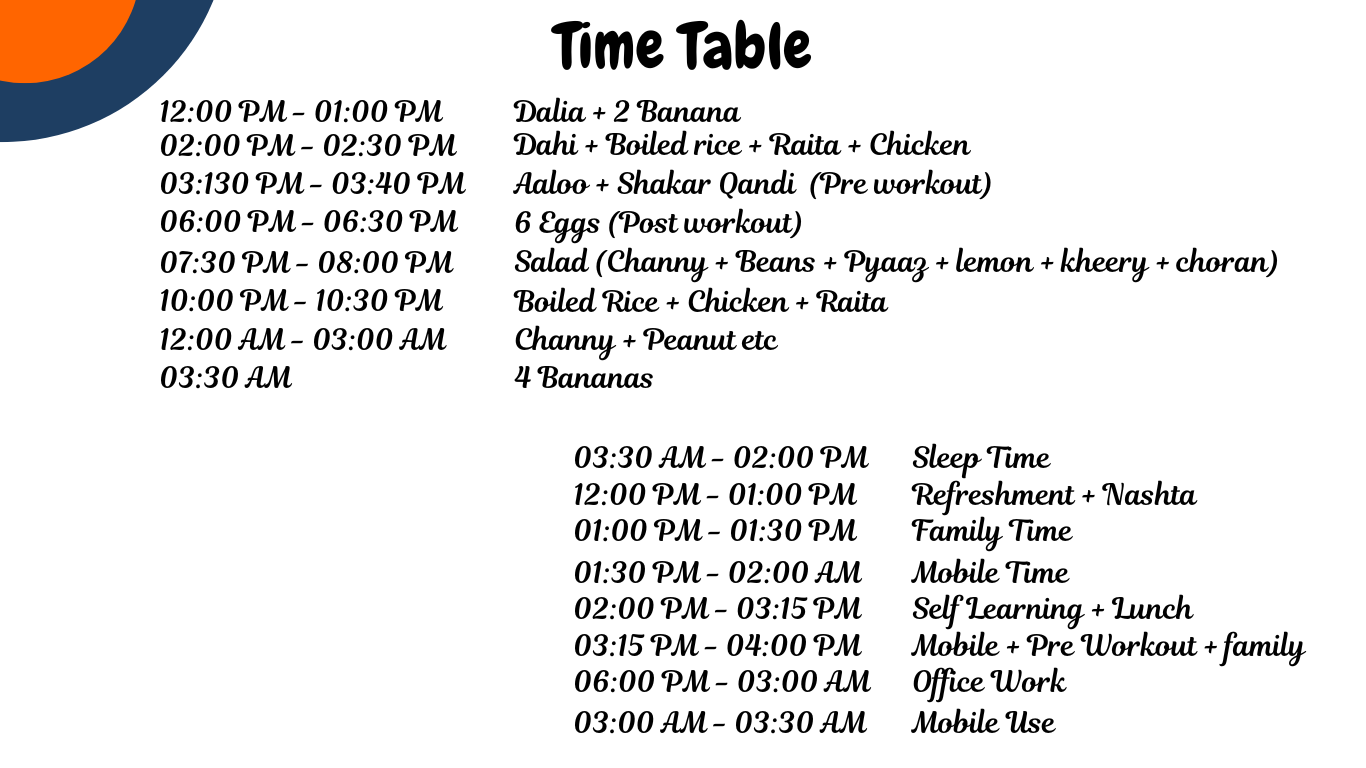 Time Table
12:00 PM - 01:00 PM Dalia + 2 Banana
02:00 PM - 02:30 PM Dahi + Boiled rice + Raita + Chicken
03:130 PM - 03:40 PM Aaloo + Shakar Qandi (Pre workout)
06:00 PM - 06:30 PM 6 Eggs (Post workout)
07:30 PM - 08:00 PM Salad (Channy + Beans + Pyaaz + lemon + kheery + choran)
10:00 PM - 10:30 PM Boiled Rice + Chicken + Raita
12:00 AM - 03:00 AM Channy + Peanut etc
03:30 AM 4 Bananas
03:30 AM - 02:00 PM Sleep Time
12:00 PM - 01:00 PM Refreshment + Nashta
01:00 PM - 01:30 PM Family Time
01:30 PM - 02:00 AM Mobile Time
02:00 PM - 03:15 PM Self Learning + Lunch
03:15 PM - 04:00 PM Mobile + Pre Workout + family
06:00 PM - 03:00 AM Office Work
03:00 AM - 03:30 AM Mobile Use